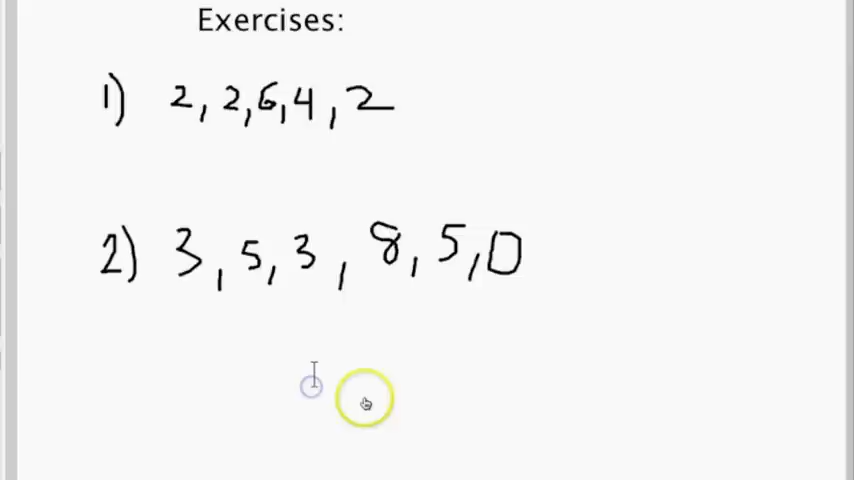 Exercises:
1) 2, 2, 6, 4, 2
2) 3, 5, 3, 8, 5, 0